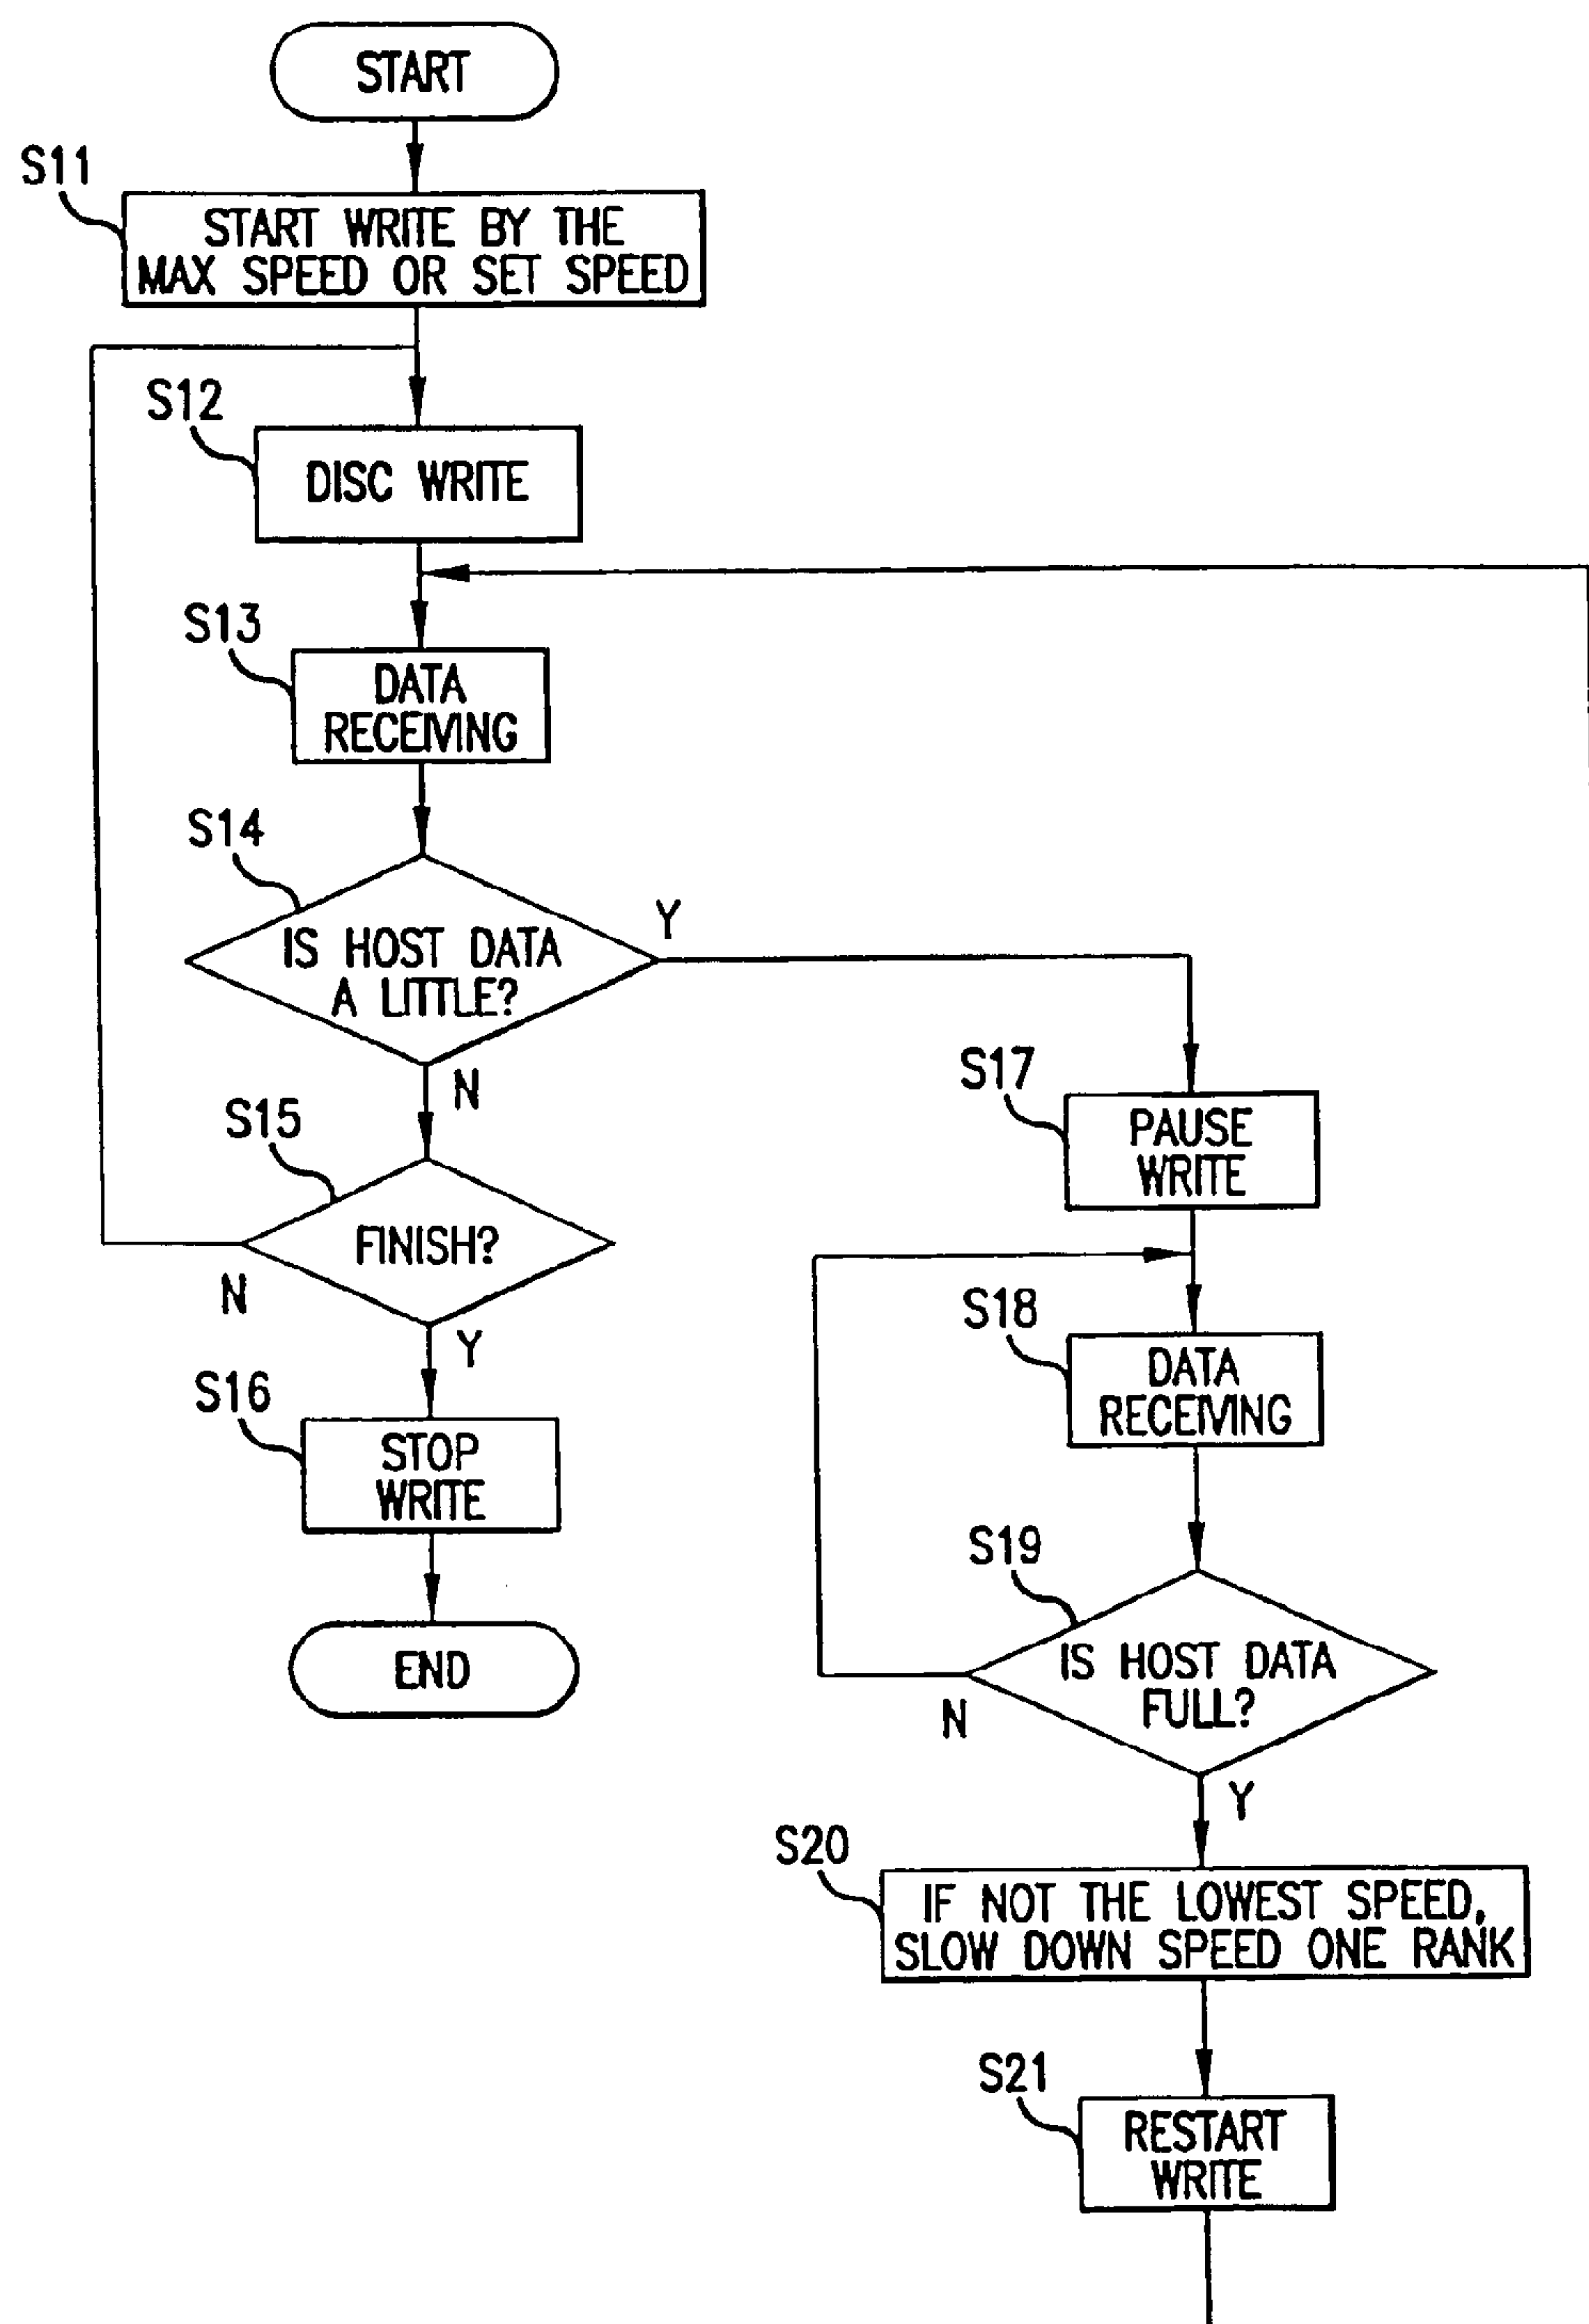 START
S11
START WRITE BY THE
MAX SPEED OR SET SPEED
S12
DISC WRITE
S13
DATA
RECEIVING
S14
IS HOST DATA
A LITTLE?
Y
N
S15
FINISH?
N
Y
S16
STOP
WRITE
END
S17
PAUSE
WRITE
S18
DATA
RECEIVING
S19
IS HOST DATA
FULL?
N
Y
S20
IF NOT THE LOWEST SPEED,
SLOW DOWN SPEED ONE RANK
S21
RESTART
WRITE